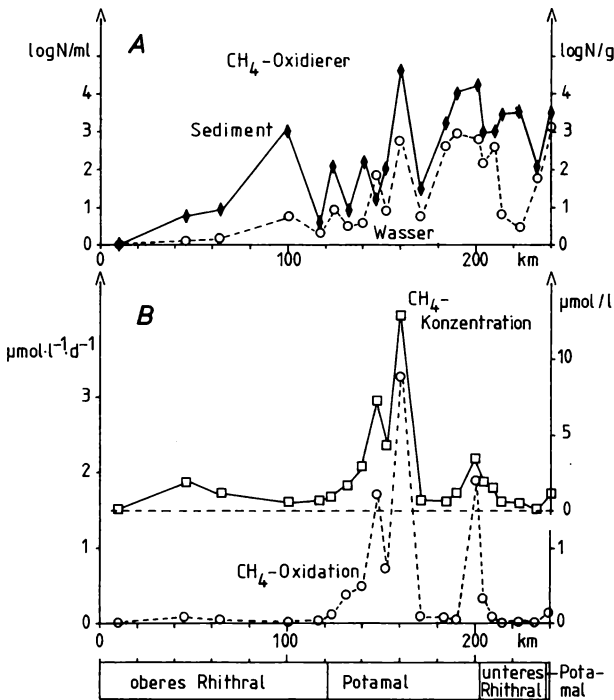 A
logN/ml
logN/g
CH4-Oxidierer
Sediment
Wasser
4
3
2
1
0
4
3
2
1
0
100
200
km
B
µmol·l⁻¹·d⁻¹
µmol/l
CH4-
Konzentration
3
2
1
0
10
5
0
1
0
CH4-Oxidation
0
100
200
km
oberes Rhithral
Potamal
unteres
Rhithral
Pota-
mal